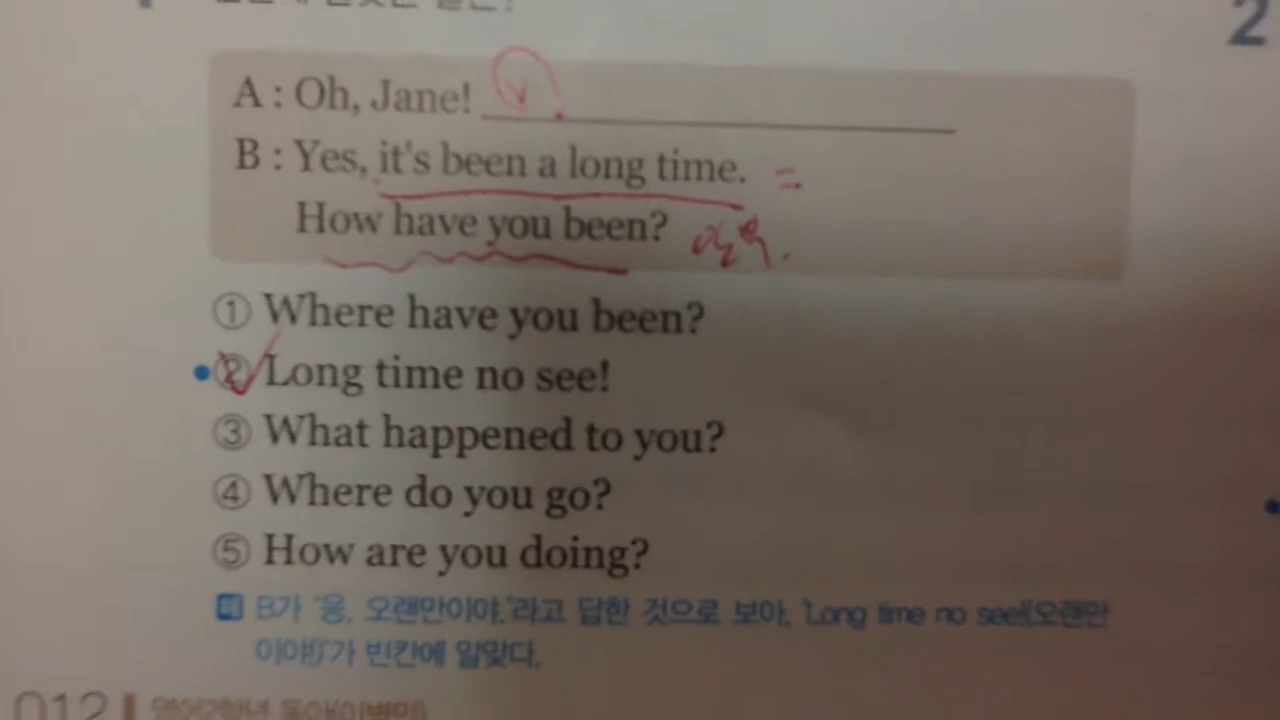 2
A : Oh, Jane!
B : Yes, it's been a long time.
How have you been?
① Where have you been?
② Long time no see!
③ What happened to you?
④ Where do you go?
⑤ How are you doing?
B가 '응, 오랜만이야.'라고 답한 것으로 보아, 'Long time no see!(오랜만
이야!)'가 빈칸에 알맞다.
012